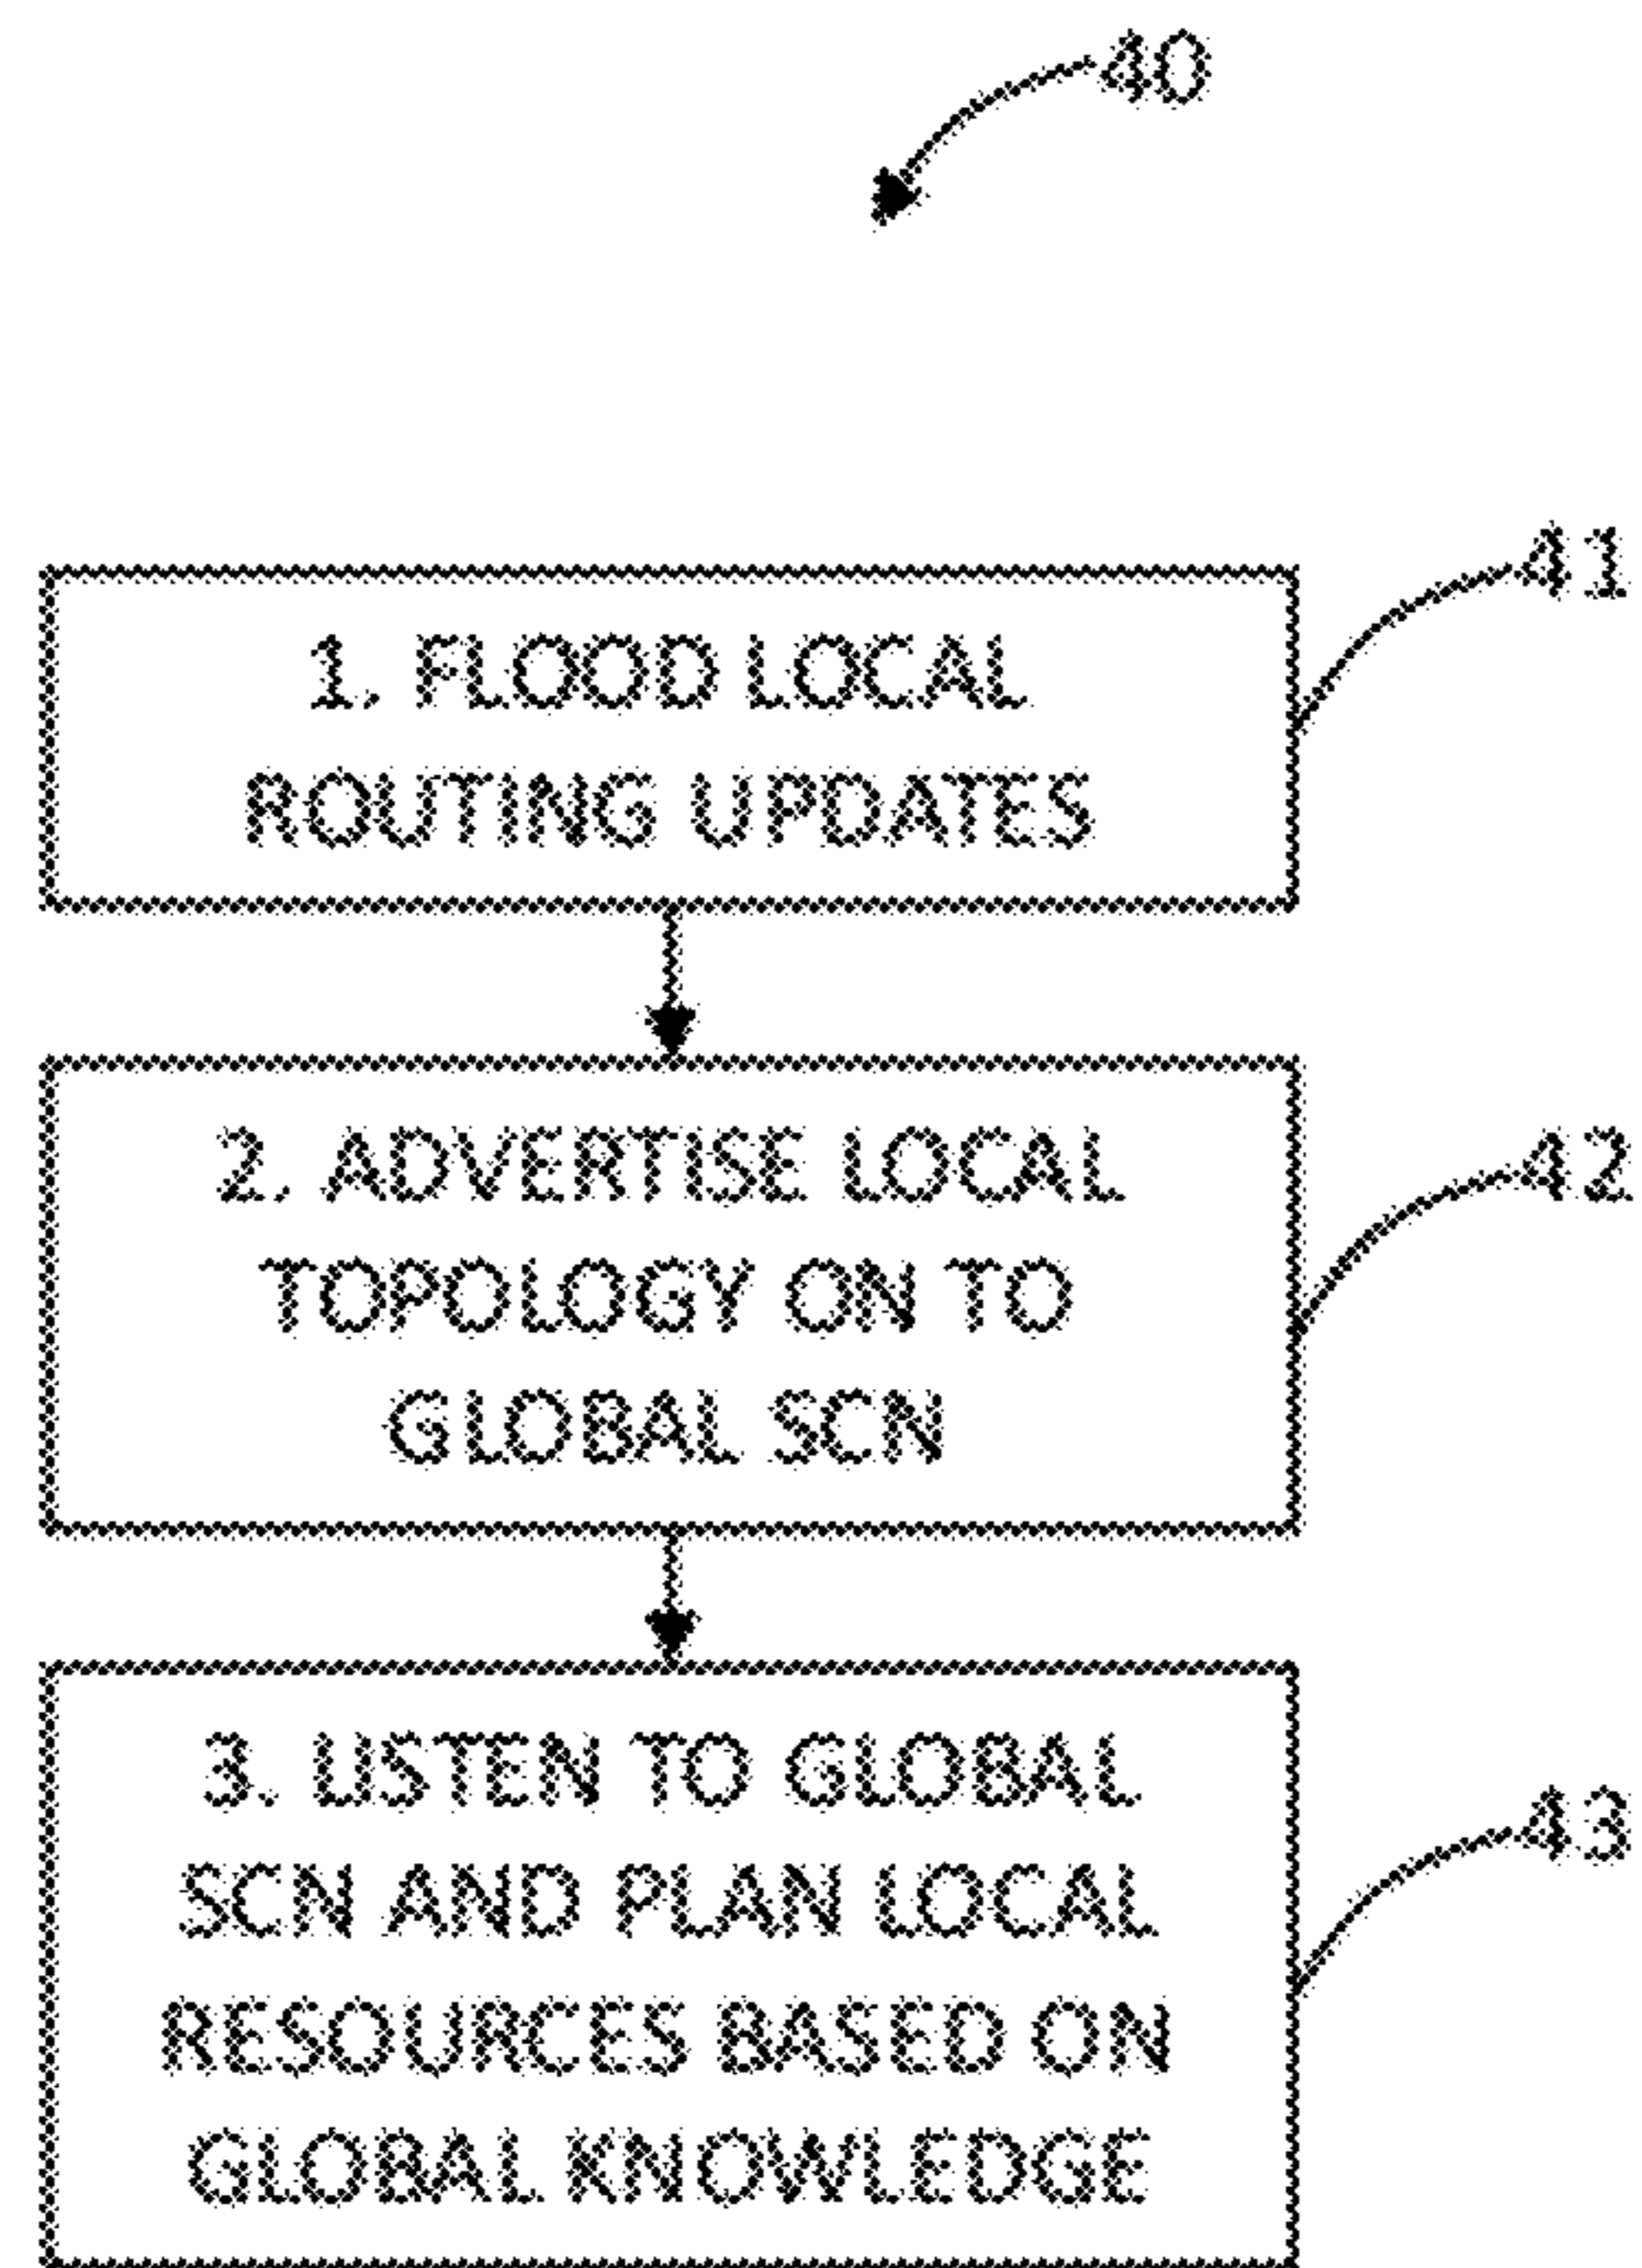 40
41
1. FLOOD LOCAL
ROUTING UPDATES
42
2. ADVERTISE LOCAL
TOPOLOGY ON TO
GLOBAL SCN
43
3. LISTEN TO GLOBAL
SCN AND PLAN LOCAL
RESOURCES BASED ON
GLOBAL KNOWLEDGE